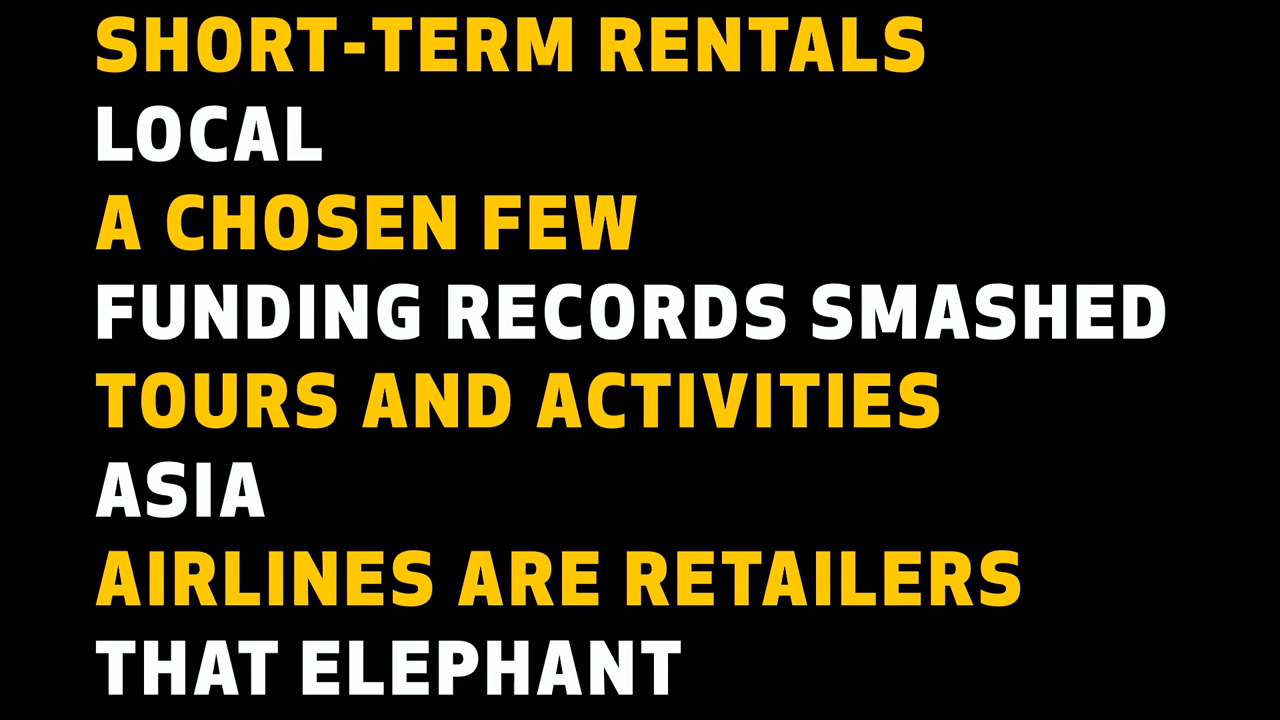 SHORT-TERM RENTALS
LOCAL
A CHOSEN FEW
FUNDING RECORDS SMASHED
TOURS AND ACTIVITIES
ASIA
AIRLINES ARE RETAILERS
THAT ELEPHANT